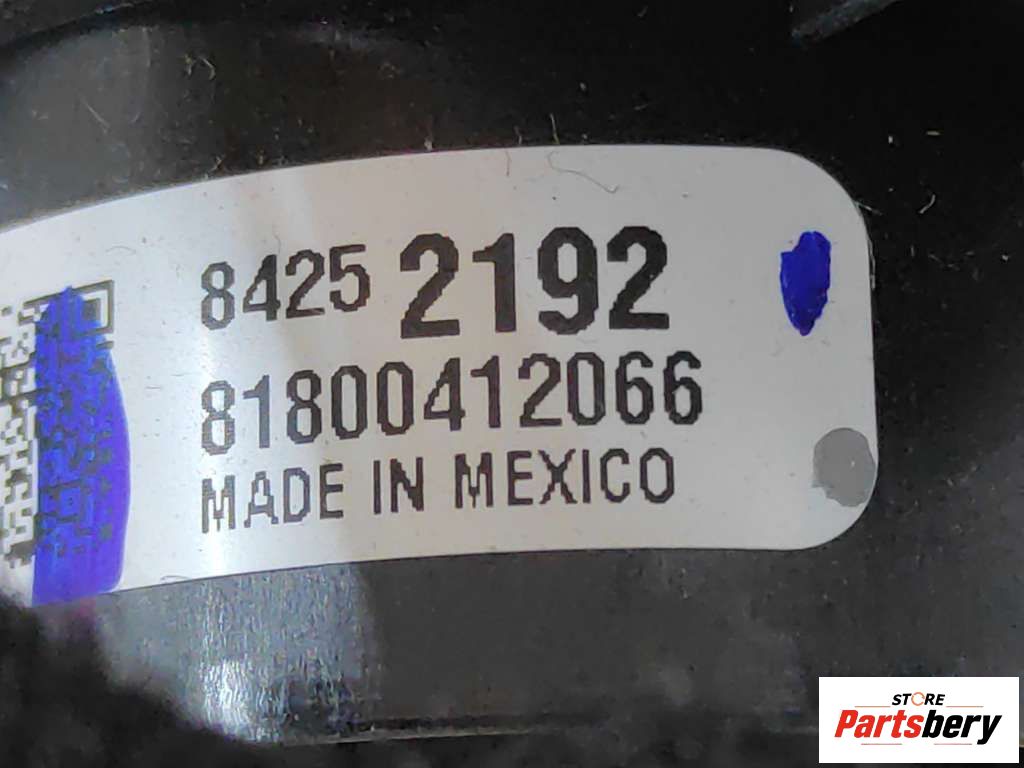 8425 2192
81800412066
MADE IN MEXICO
STORE
Partsbery